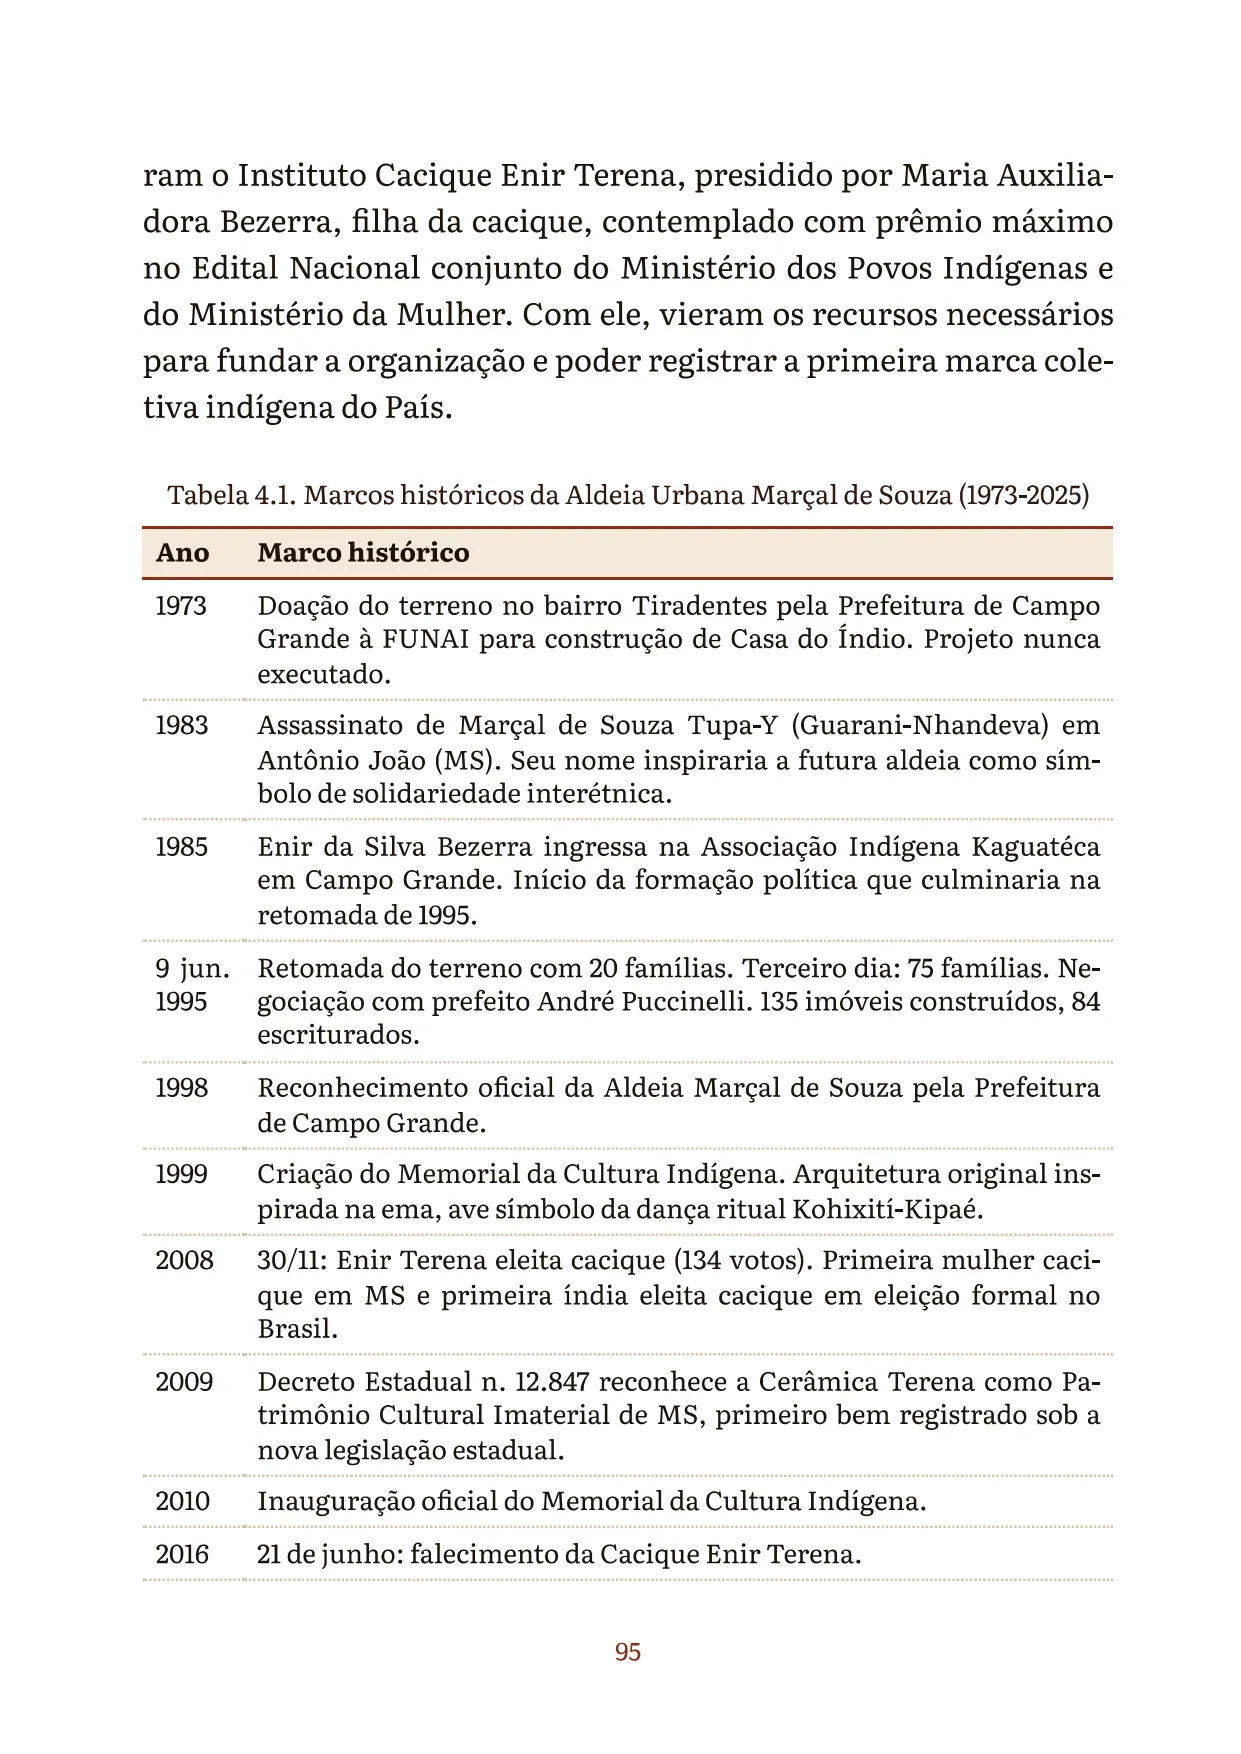 ram o Instituto Cacique Enir Terena, presidido por Maria Auxilia-
dora Bezerra, filha da cacique, contemplado com prêmio máximo
no Edital Nacional conjunto do Ministério dos Povos Indígenas e
do Ministério da Mulher. Com ele, vieram os recursos necessários
para fundar a organização e poder registrar a primeira marca cole-
tiva indígena do País.
Tabela 4.1. Marcos históricos da Aldeia Urbana Marçal de Souza (1973-2025)
Ano Marco histórico
1973 Doação do terreno no bairro Tiradentes pela Prefeitura de Campo
Grande à FUNAI para construção de Casa do Índio. Projeto nunca
executado.
1983 Assassinato de Marçal de Souza Tupa-Y (Guarani-Nhandeva) em
Antônio João (MS). Seu nome inspiraria a futura aldeia como sím-
bolo de solidariedade interétnica.
1985 Enir da Silva Bezerra ingressa na Associação Indígena Kaguatéca
em Campo Grande. Início da formação política que culminaria na
retomada de 1995.
9 jun. Retomada do terreno com 20 famílias. Terceiro dia: 75 famílias. Ne-
1995 gociação com prefeito André Puccinelli. 135 imóveis construídos, 84
escriturados.
1998 Reconhecimento oficial da Aldeia Marçal de Souza pela Prefeitura
de Campo Grande.
1999 Criação do Memorial da Cultura Indígena. Arquitetura original ins-
pirada na ema, ave símbolo da dança ritual Kohixití-Kipaé.
2008 30/11: Enir Terena eleita cacique (134 votos). Primeira mulher caci-
que em MS e primeira índia eleita cacique em eleição formal no
Brasil.
2009 Decreto Estadual n. 12.847 reconhece a Cerâmica Terena como Pa-
trimônio Cultural Imaterial de MS, primeiro bem registrado sob a
nova legislação estadual.
2010 Inauguração oficial do Memorial da Cultura Indígena.
2016 21 de junho: falecimento da Cacique Enir Terena.
95